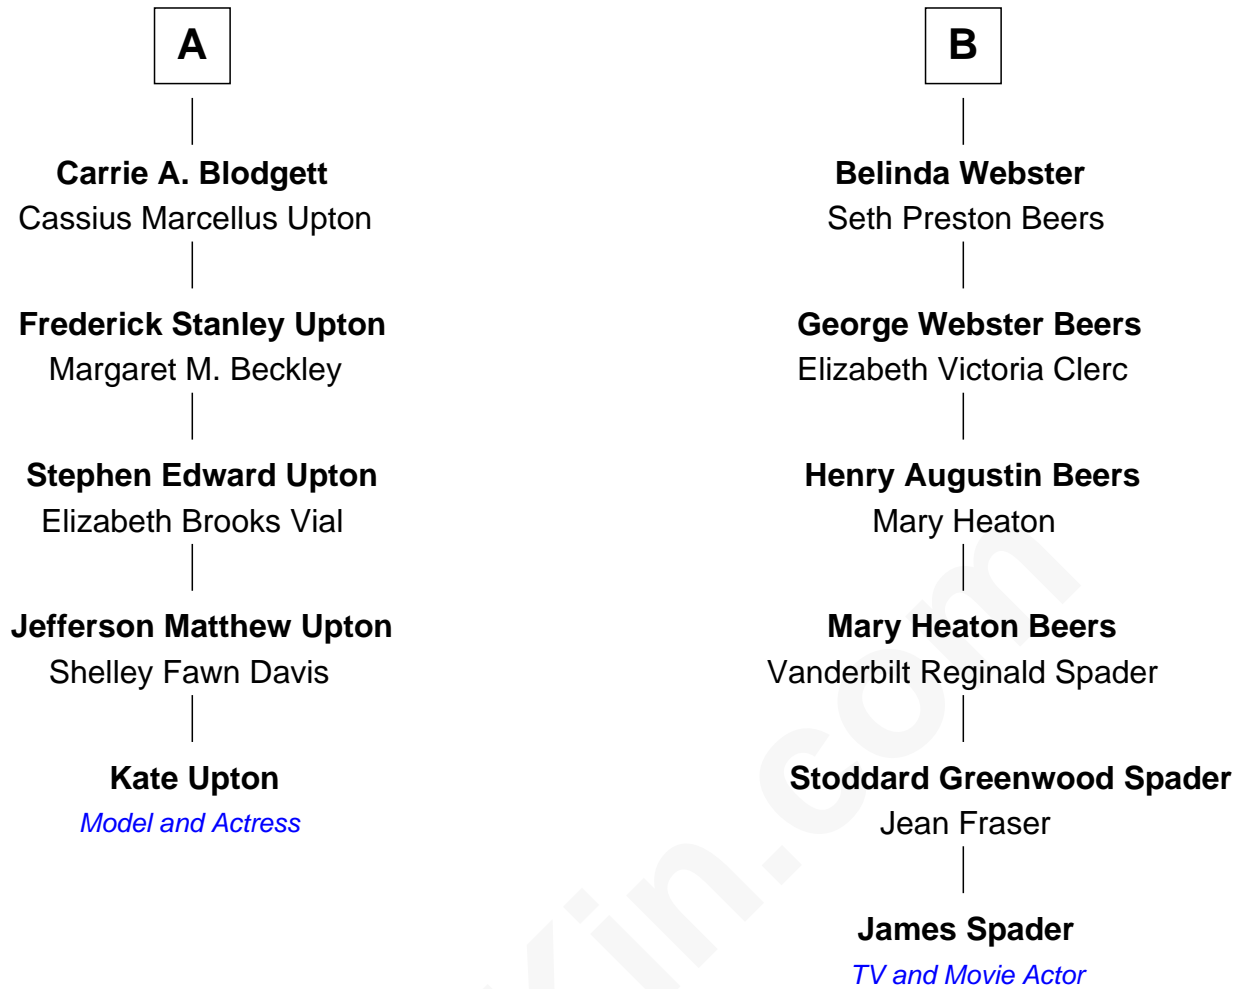 A
Carrie A. Blodgett
Cassius Marcellus Upton
Frederick Stanley Upton
Margaret M. Beckley
Stephen Edward Upton
Elizabeth Brooks Vial
Jefferson Matthew Upton
Shelley Fawn Davis
Kate Upton
Model and Actress
B
Belinda Webster
Seth Preston Beers
George Webster Beers
Elizabeth Victoria Clerc
Henry Augustin Beers
Mary Heaton
Mary Heaton Beers
Vanderbilt Reginald Spader
Stoddard Greenwood Spader
Jean Fraser
James Spader
TV and Movie Actor
Kin.com